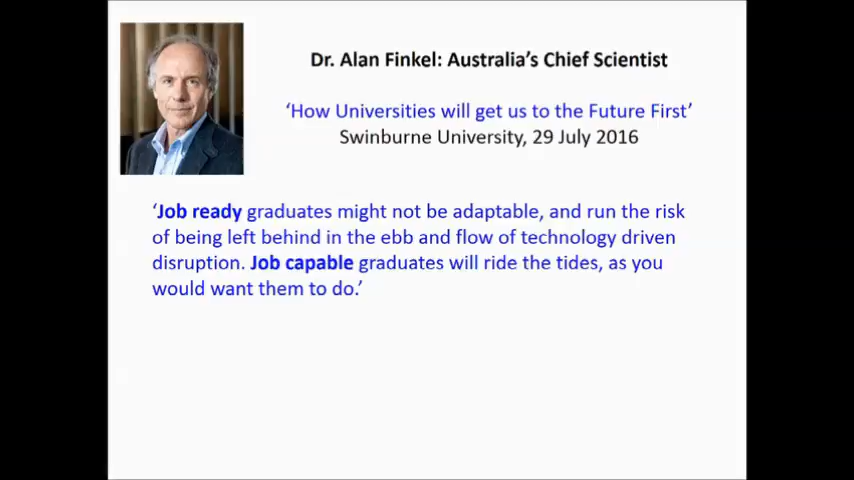 Dr. Alan Finkel: Australia's Chief Scientist
‘How Universities will get us to the Future First’
Swinburne University, 29 July 2016
‘Job ready graduates might not be adaptable, and run the risk
of being left behind in the ebb and flow of technology driven
disruption. Job capable graduates will ride the tides, as you
would want them to do.’